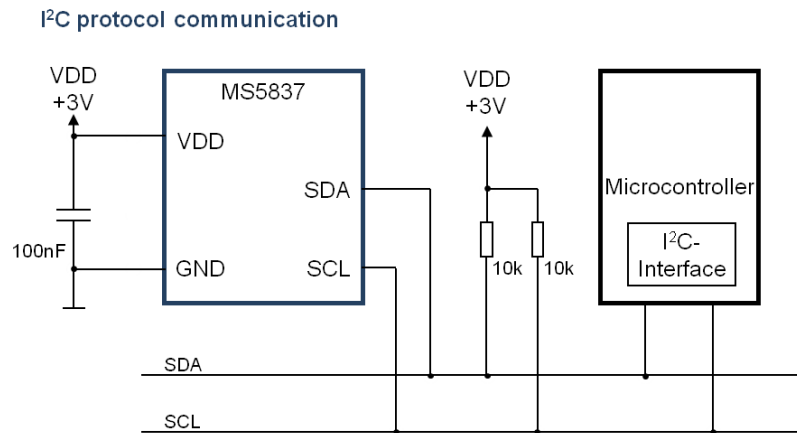 I²C protocol communication
VDD
+3V
MS5837
VDD
SDA
GND
SCL
100nF
VDD
+3V
10k
10k
Microcontroller
I²C-
Interface
SDA
SCL